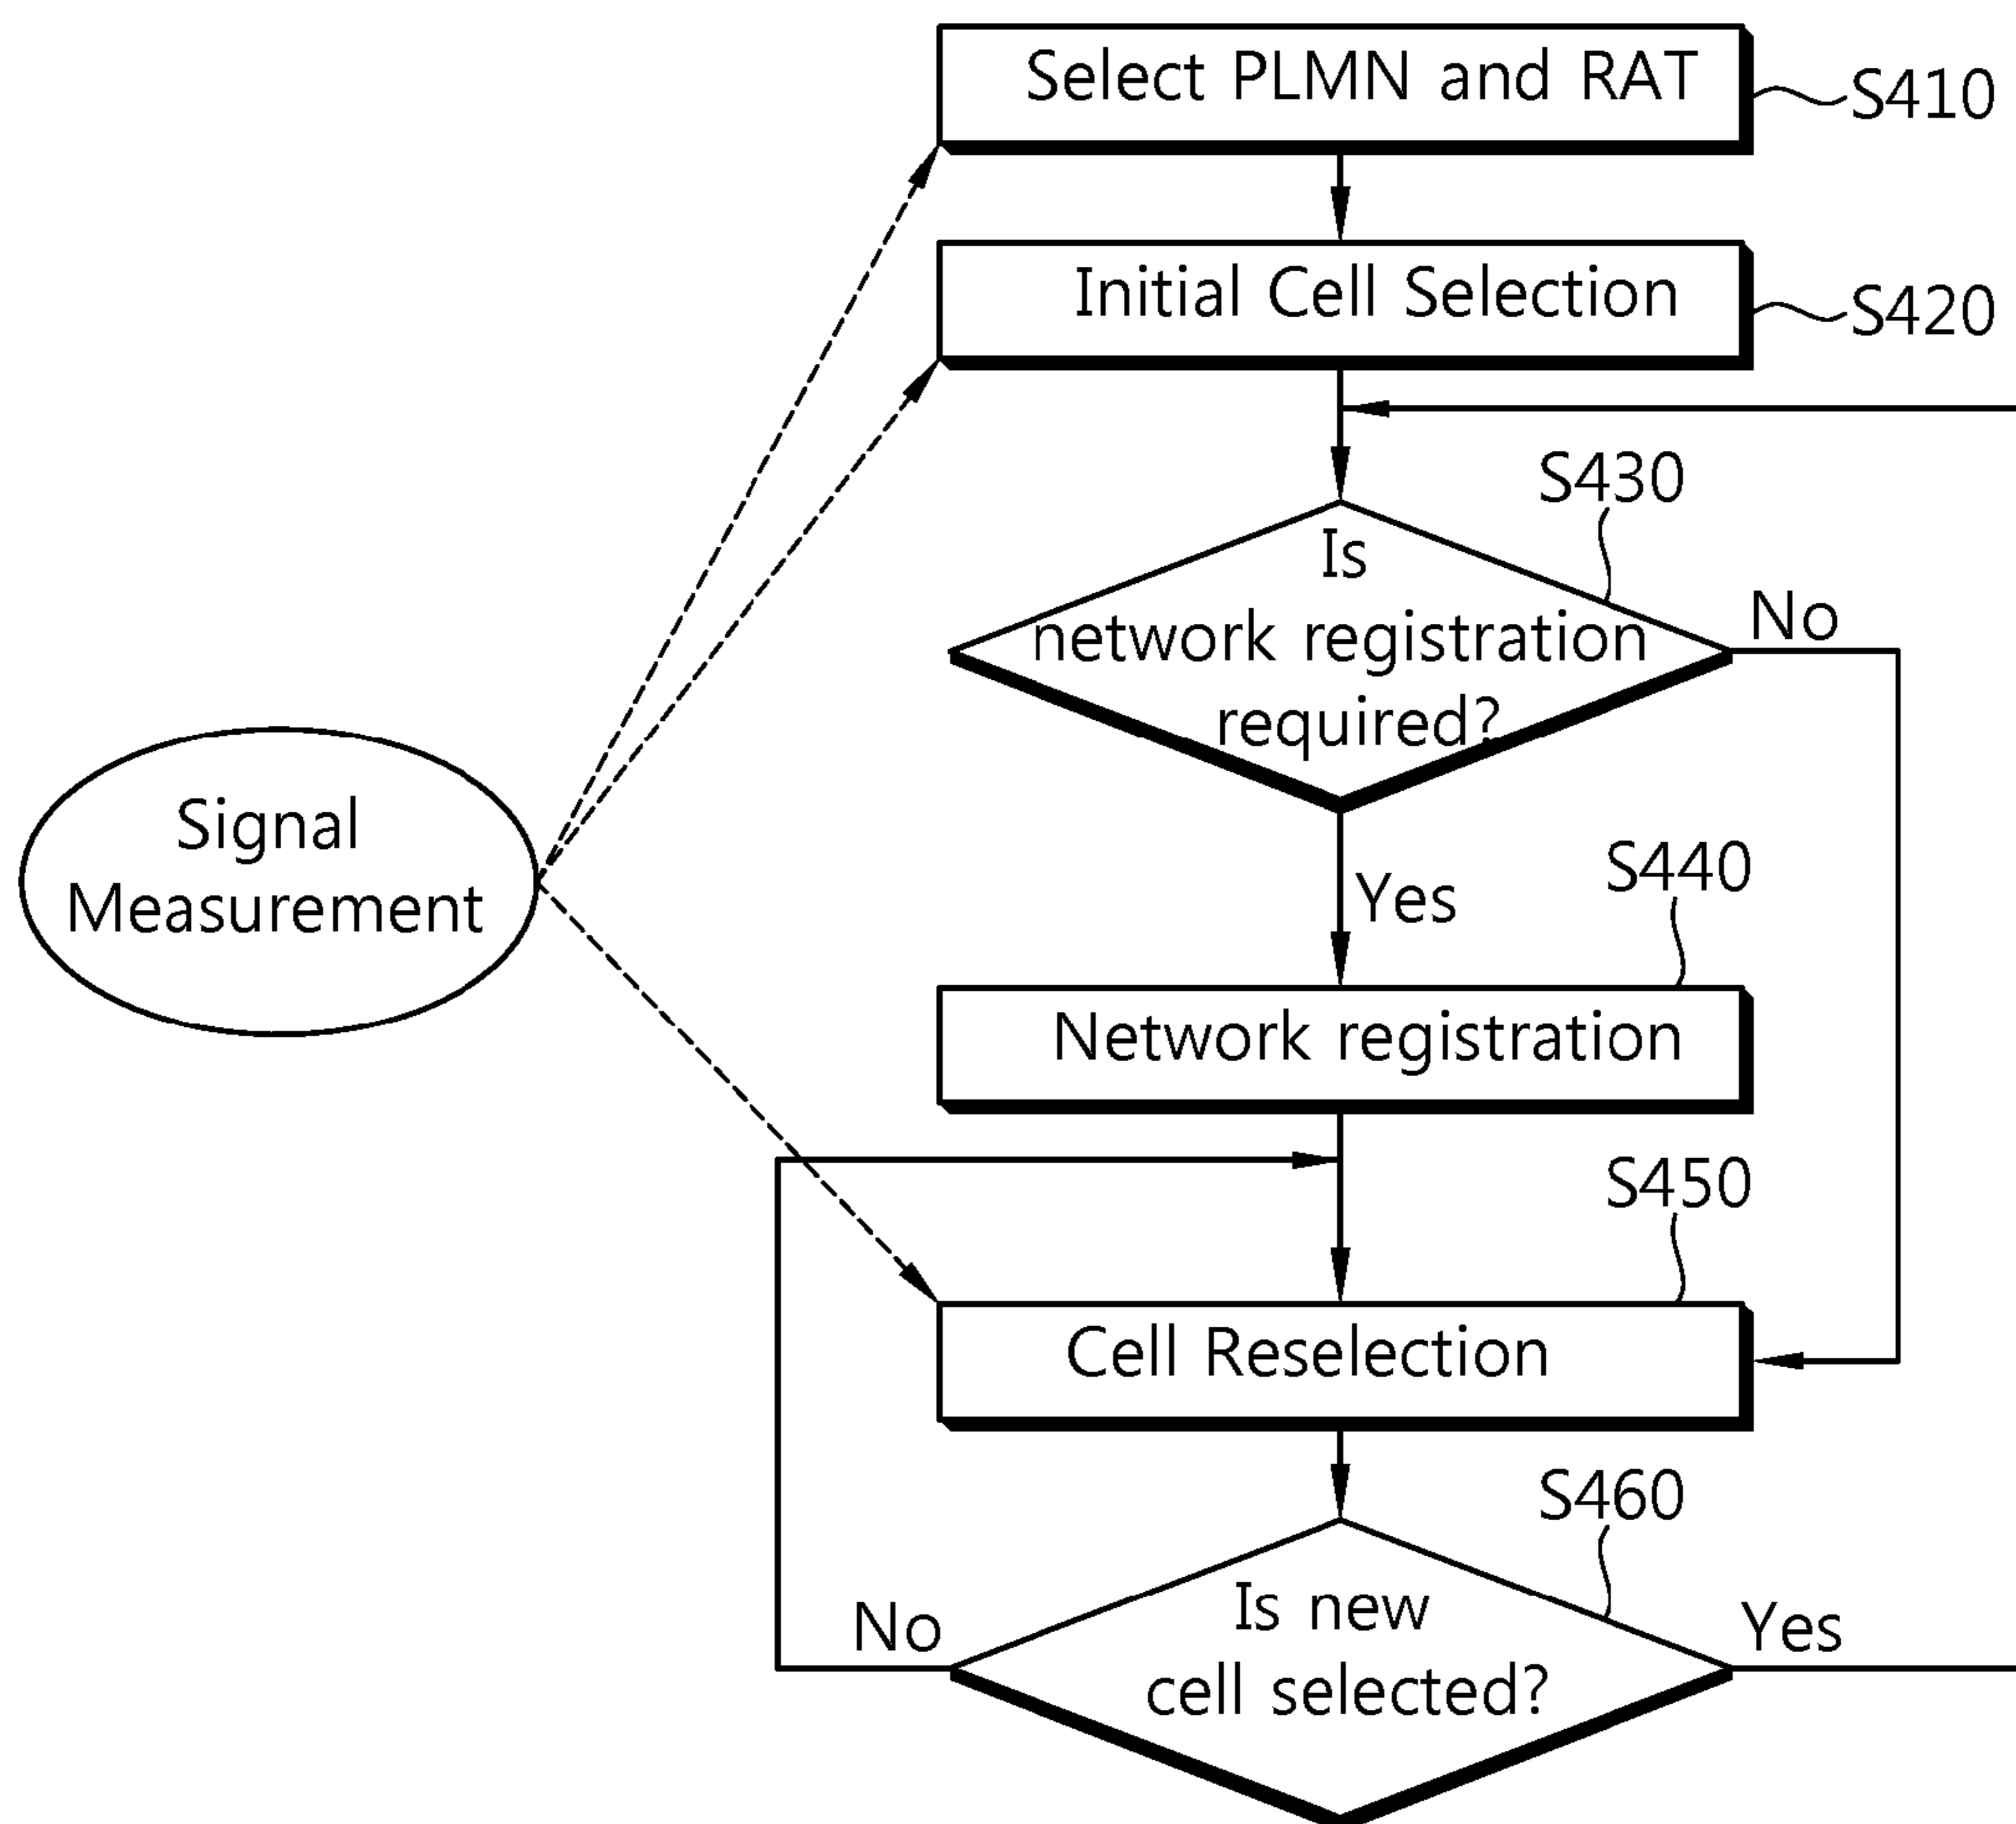 Select PLMN and RAT
S410
Initial Cell Selection
S420
S430
Is
network registration
required?
No
Yes
Signal
Measurement
S440
Network registration
S450
Cell Reselection
S460
Is new
cell selected?
No
Yes